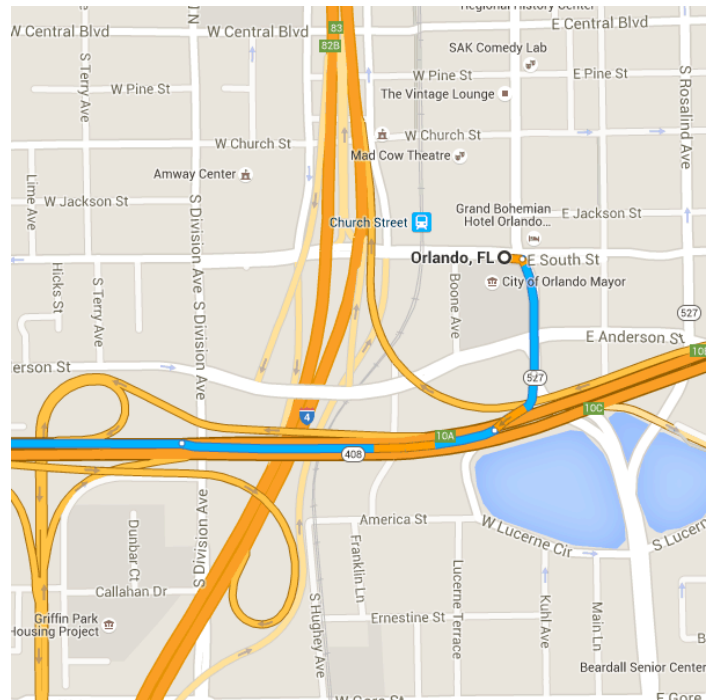 Regional History Center
W Central Blvd
N
W Central Blvd
83
82B
E Central Blvd
SAK Comedy Lab
S Terry Ave
W Pine St
W Pine St
E Pine St
The Vintage Lounge
S Rosalind Ave
W Church St
W Church St
Mad Cow Theatre
Amway Center
Lime Ave
W Jackson St
S Division Ave
S Division Ave
Church Street
Grand Bohemian
Hotel Orlando...
E Jackson St
Orlando, FL
E South St
City of Orlando Mayor
Hicks St
S Terry Ave
Boone Ave
527
E Anderson St
erson St
10A
527
10C
4
408
America St
W Lucerne Cir
S Lucerne
S Division Ave
Dunbar Ct
Franklin Ln
Lucerne Terrace
Callahan Dr
Kuhl Ave
Main Ln
Griffin Park
Housing Project
S Hughey Ave
Ernestine St
B
Beardall Senior Center
W Gore St
E Gore